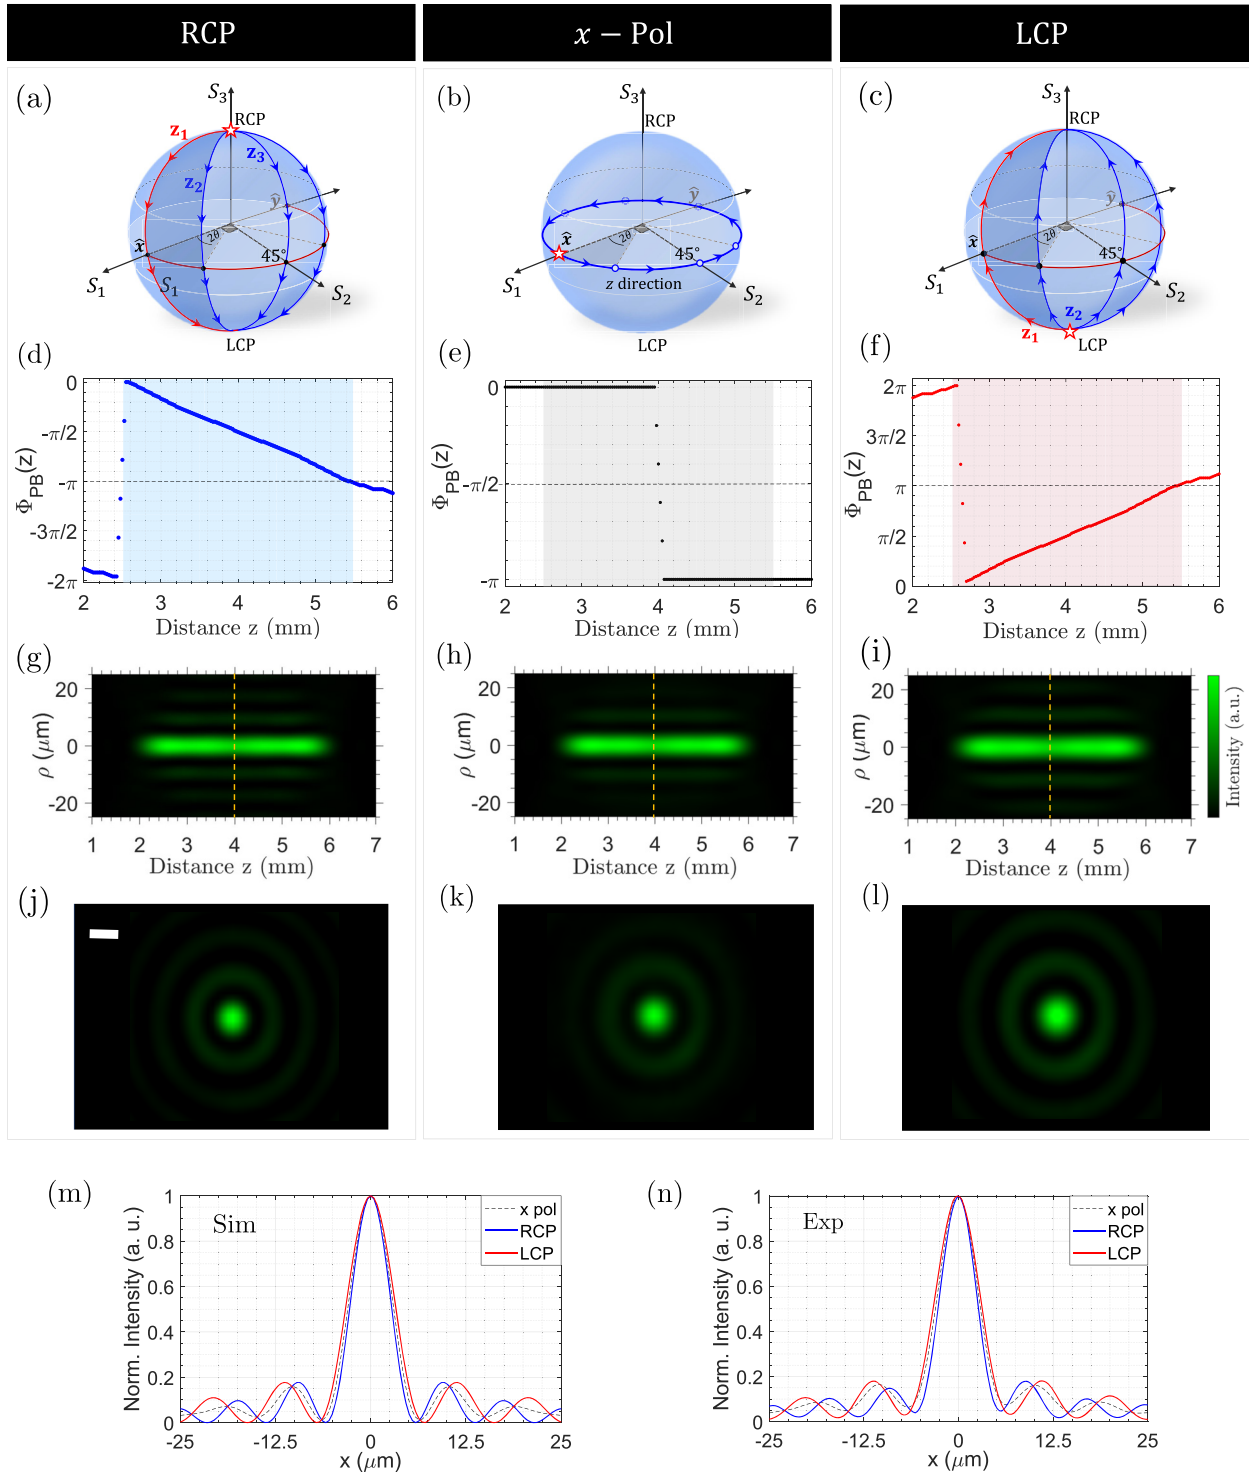 RCP
x − Pol
LCP
(a)
S3
RCP
z1
z3
z2
ŷ
x̂
2θ
45°
S1
S1
S2
LCP
(b)
S3
RCP
ŷ
x̂
2θ
45°
z direction
S1
S2
LCP
(c)
S3
RCP
ŷ
x̂
2θ
45°
S1
S2
z2
z1
LCP
(d)
0
-π/2
-π
-3π/2
-2π
ΦPB(z)
2 3 4 5 6
Distance z (mm)
(e)
0
-π/2
-π
ΦPB(z)
2 3 4 5 6
Distance z (mm)
(f)
2π
3π/2
π
π/2
0
ΦPB(z)
2 3 4 5 6
Distance z (mm)
(g)
20
0
-20
ρ (μm)
1 2 3 4 5 6 7
Distance z (mm)
(h)
20
0
-20
ρ (μm)
1 2 3 4 5 6 7
Distance z (mm)
(i)
20
0
-20
ρ (μm)
1 2 3 4 5 6 7
Distance z (mm)
Intensity (a.u.)
(j)
(k)
(l)
(m)
Sim
x pol
RCP
LCP
1
0.8
0.6
0.4
0.2
0
Norm. Intensity (a. u.)
-25 -12.5 0 12.5 25
x (μm)
(n)
Exp
x pol
RCP
LCP
1
0.8
0.6
0.4
0.2
0
Norm. Intensity (a. u.)
-25 -12.5 0 12.5 25
x (μm)